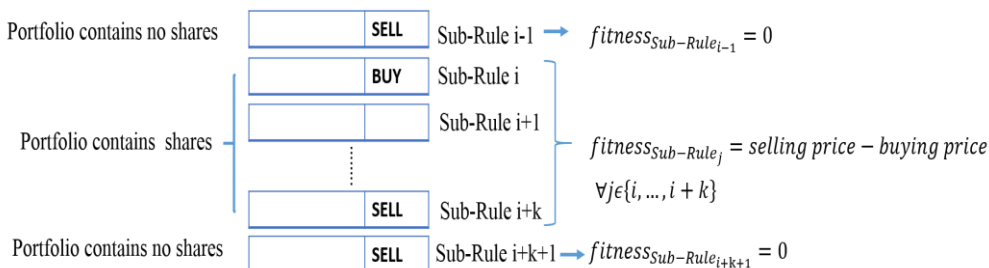 Portfolio contains no shares SELL Sub-Rule i-1 fitness_{Sub-Rule_{i-1}} = 0
BUY Sub-Rule i
Sub-Rule i+1
Portfolio contains shares fitness_{Sub-Rule_j} = selling price − buying price
∀jϵ{i, … , i + k}
SELL Sub-Rule i+k
Portfolio contains no shares SELL Sub-Rule i+k+1 fitness_{Sub-Rule_{i+k+1}} = 0